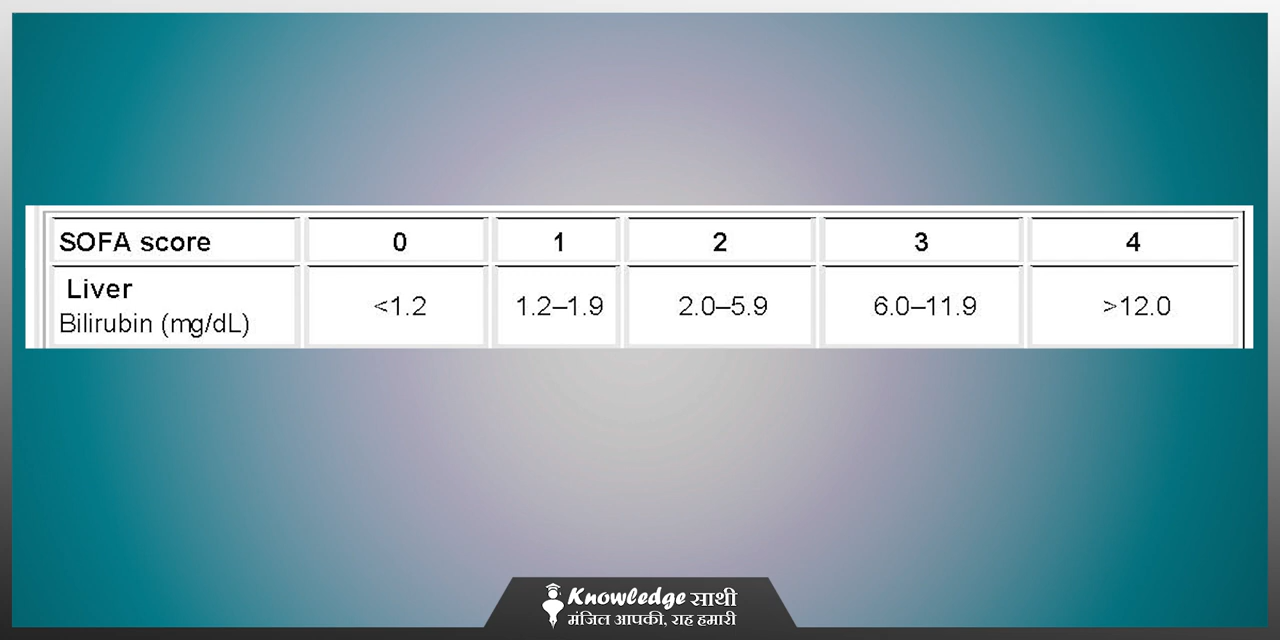 SOFA score 0 1 2 3 4
Liver
Bilirubin (mg/dL) <1.2 1.2–1.9 2.0–5.9 6.0–11.9 >12.0
Knowledge साथी
मंजिल आपकी, राह हमारी